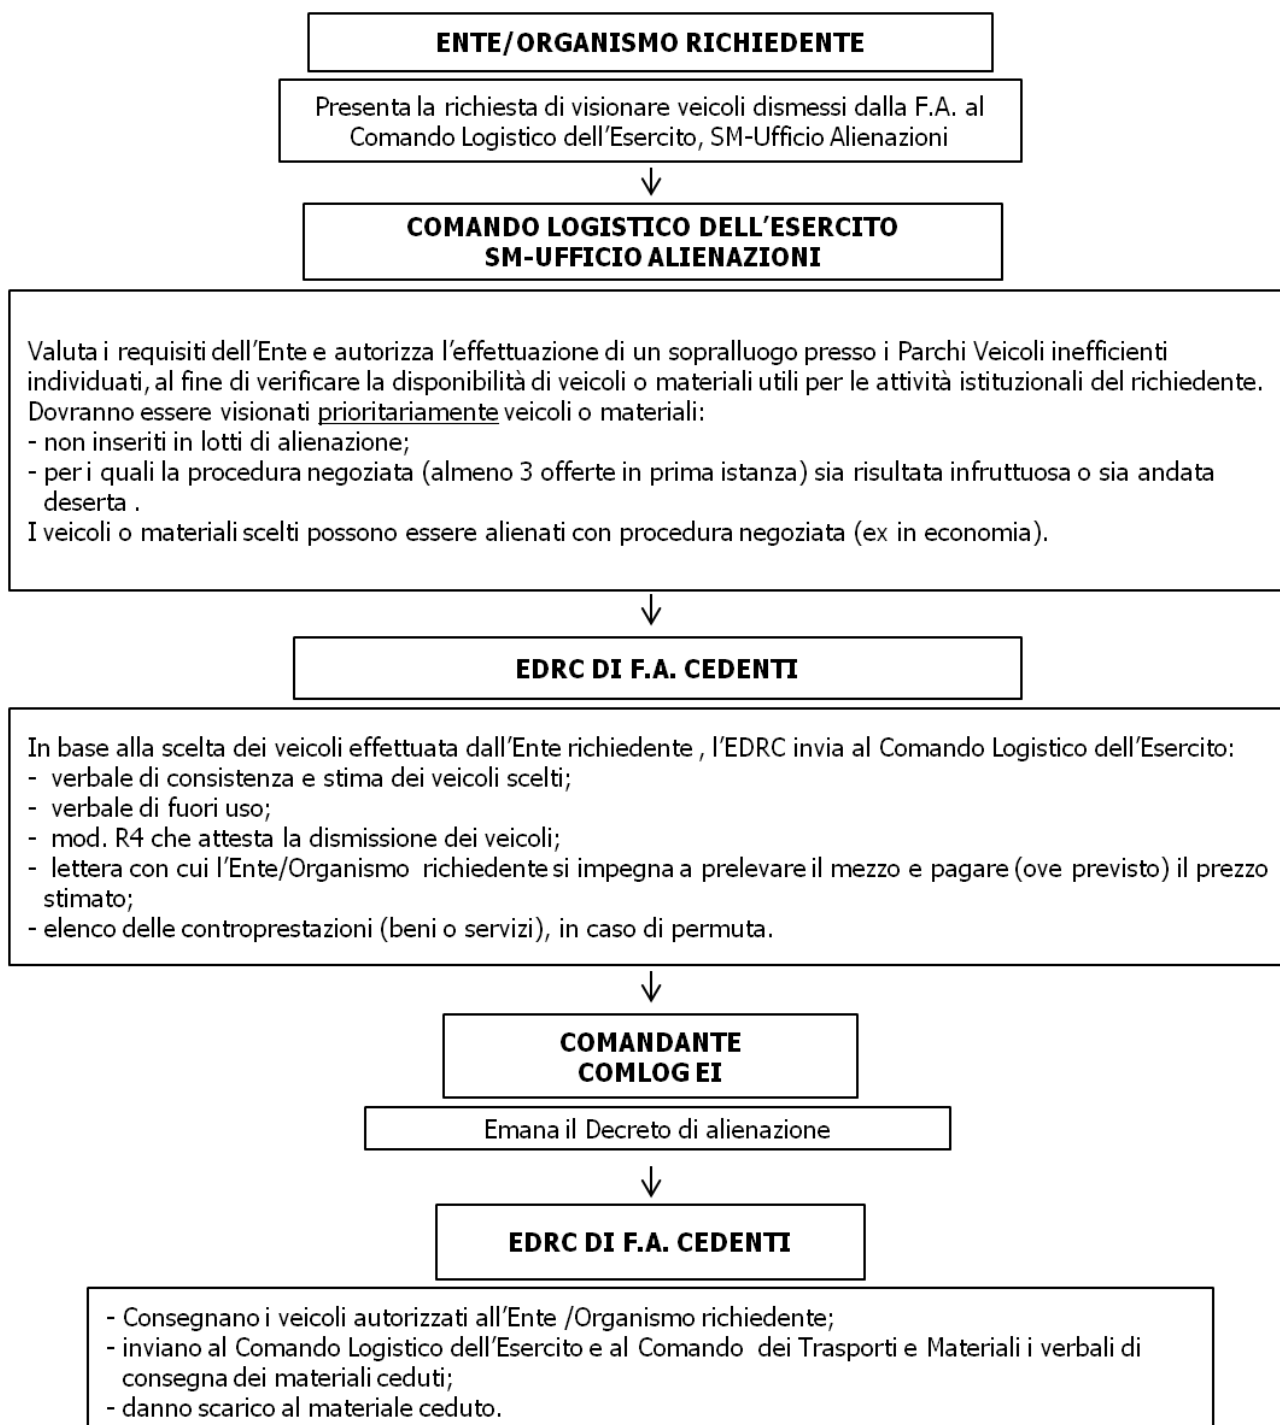 ENTE/ORGANISMO RICHIEDENTE
Presenta la richiesta di visionare veicoli dismessi dalla F.A. al
Comando Logistico dell'Esercito, SM-Ufficio Alienazioni
COMANDO LOGISTICO DELL'ESERCITO
SM-UFFICIO ALIENAZIONI
Valuta i requisiti dell'Ente e autorizza l'effettuazione di un sopralluogo presso i Parchi Veicoli inefficienti
individuati, al fine di verificare la disponibilità di veicoli o materiali utili per le attività istituzionali del richiedente.
Dovranno essere visionati prioritariamente veicoli o materiali:
- non inseriti in lotti di alienazione;
- per i quali la procedura negoziata (almeno 3 offerte in prima istanza) sia risultata infruttuosa o sia andata
deserta .
I veicoli o materiali scelti possono essere alienati con procedura negoziata (ex in economia).
EDRC DI F.A. CEDENTI
In base alla scelta dei veicoli effettuata dall'Ente richiedente , l'EDRC invia al Comando Logistico dell'Esercito:
- verbale di consistenza e stima dei veicoli scelti;
- verbale di fuori uso;
- mod. R4 che attesta la dismissione dei veicoli;
- lettera con cui l'Ente/Organismo richiedente si impegna a prelevare il mezzo e pagare (ove previsto) il prezzo
stimato;
- elenco delle controprestazioni (beni o servizi), in caso di permuta.
COMANDANTE
COMLOG EI
Emana il Decreto di alienazione
EDRC DI F.A. CEDENTI
- Consegnano i veicoli autorizzati all'Ente /Organismo richiedente;
- inviano al Comando Logistico dell'Esercito e al Comando dei Trasporti e Materiali i verbali di
consegna dei materiali ceduti;
- danno scarico al materiale ceduto.